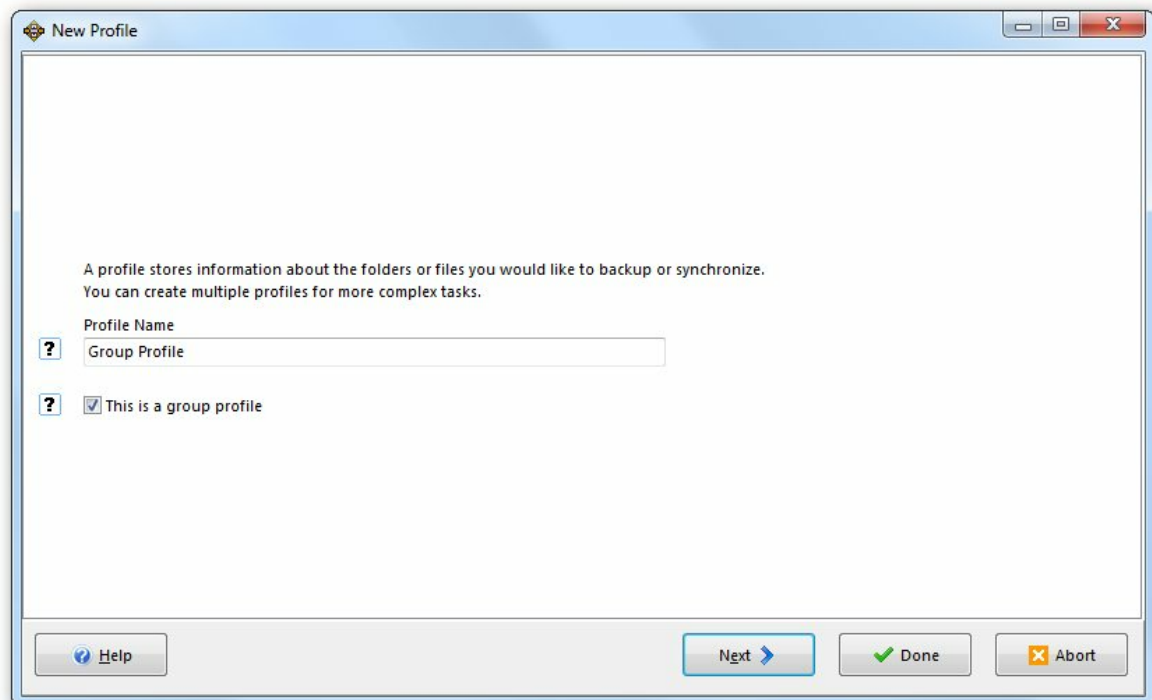 New Profile
A profile stores information about the folders or files you would like to backup or synchronize.
You can create multiple profiles for more complex tasks.
Profile Name
? Group Profile
? This is a group profile
? Help Next Done Abort